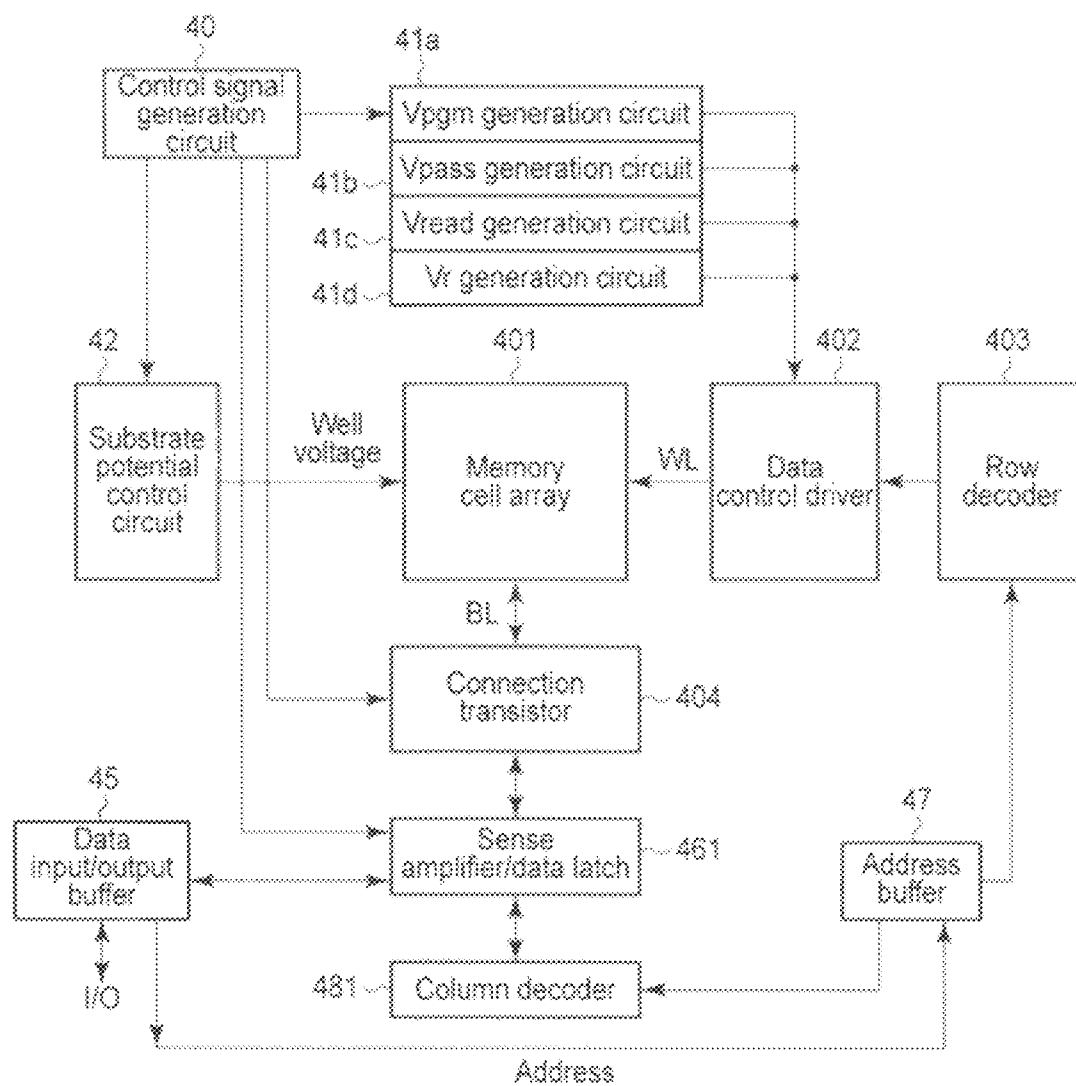 40
Control signal
generation
circuit
41a
Vpgm generation circuit
41b
Vpass generation circuit
41c
Vread generation circuit
41d
Vr generation circuit
42
Substrate
potential
control
circuit
Well
voltage
401
Memory
cell array
WL
402
Data
control driver
403
Row
decoder
BL
Connection
transistor
404
45
Data
input/output
buffer
I/O
Sense
amplifier/data latch
461
47
Address
buffer
481
Column decoder
Address